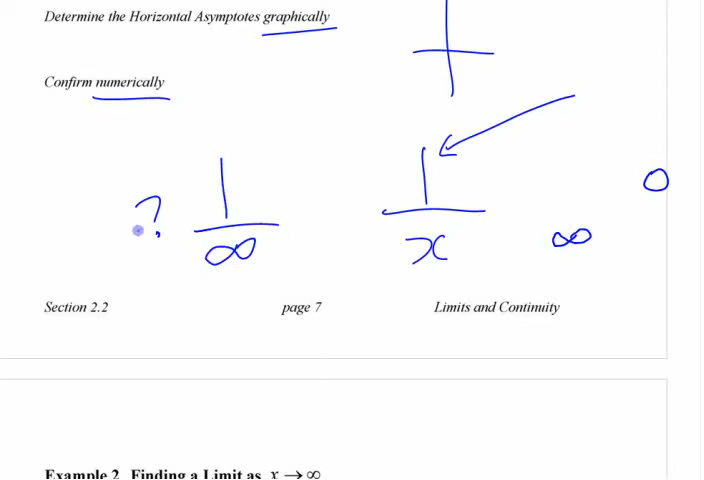 Determine the Horizontal Asymptotes graphically
Confirm numerically
? 1/∞ 1/x ∞ 0
Section 2.2 page 7 Limits and Continuity
Example 2 Finding a Limit as x → ∞